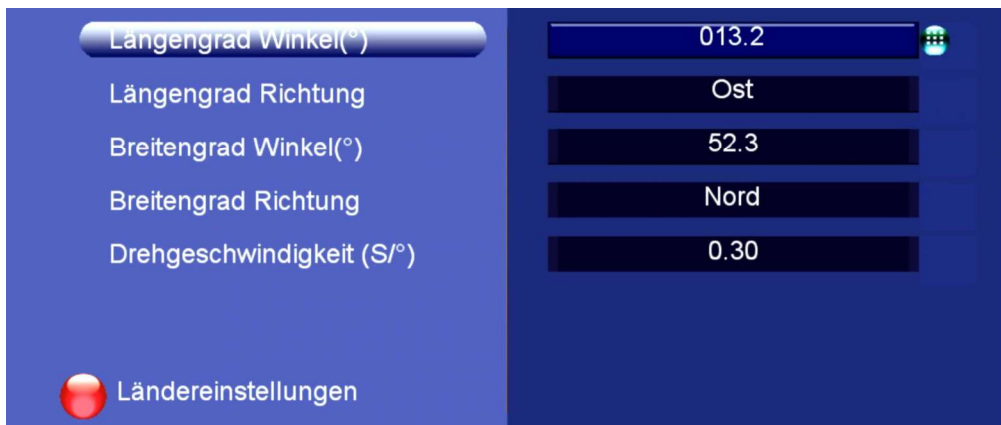 Längengrad Winkel(°) 013.2
Längengrad Richtung Ost
Breitengrad Winkel(°) 52.3
Breitengrad Richtung Nord
Drehgeschwindigkeit (S/°) 0.30
Ländereinstellungen